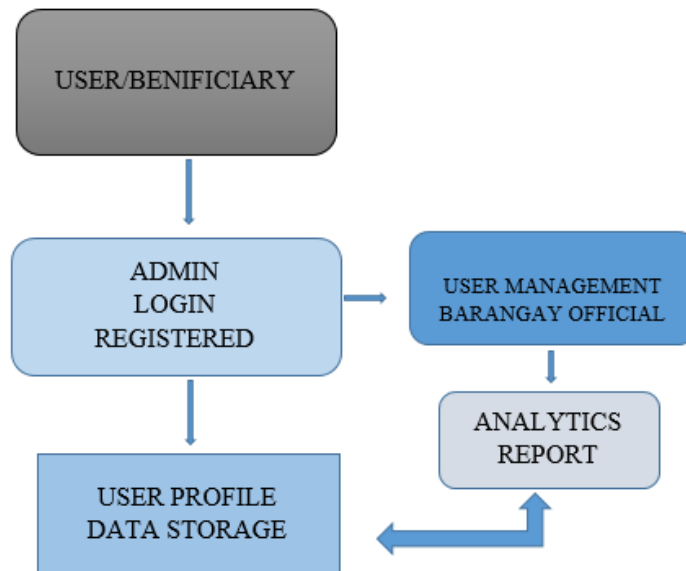 USER/BENIFICIARY
ADMIN
LOGIN
REGISTERED
USER MANAGEMENT
BARANGAY OFFICIAL
ANALYTICS
REPORT
USER PROFILE
DATA STORAGE